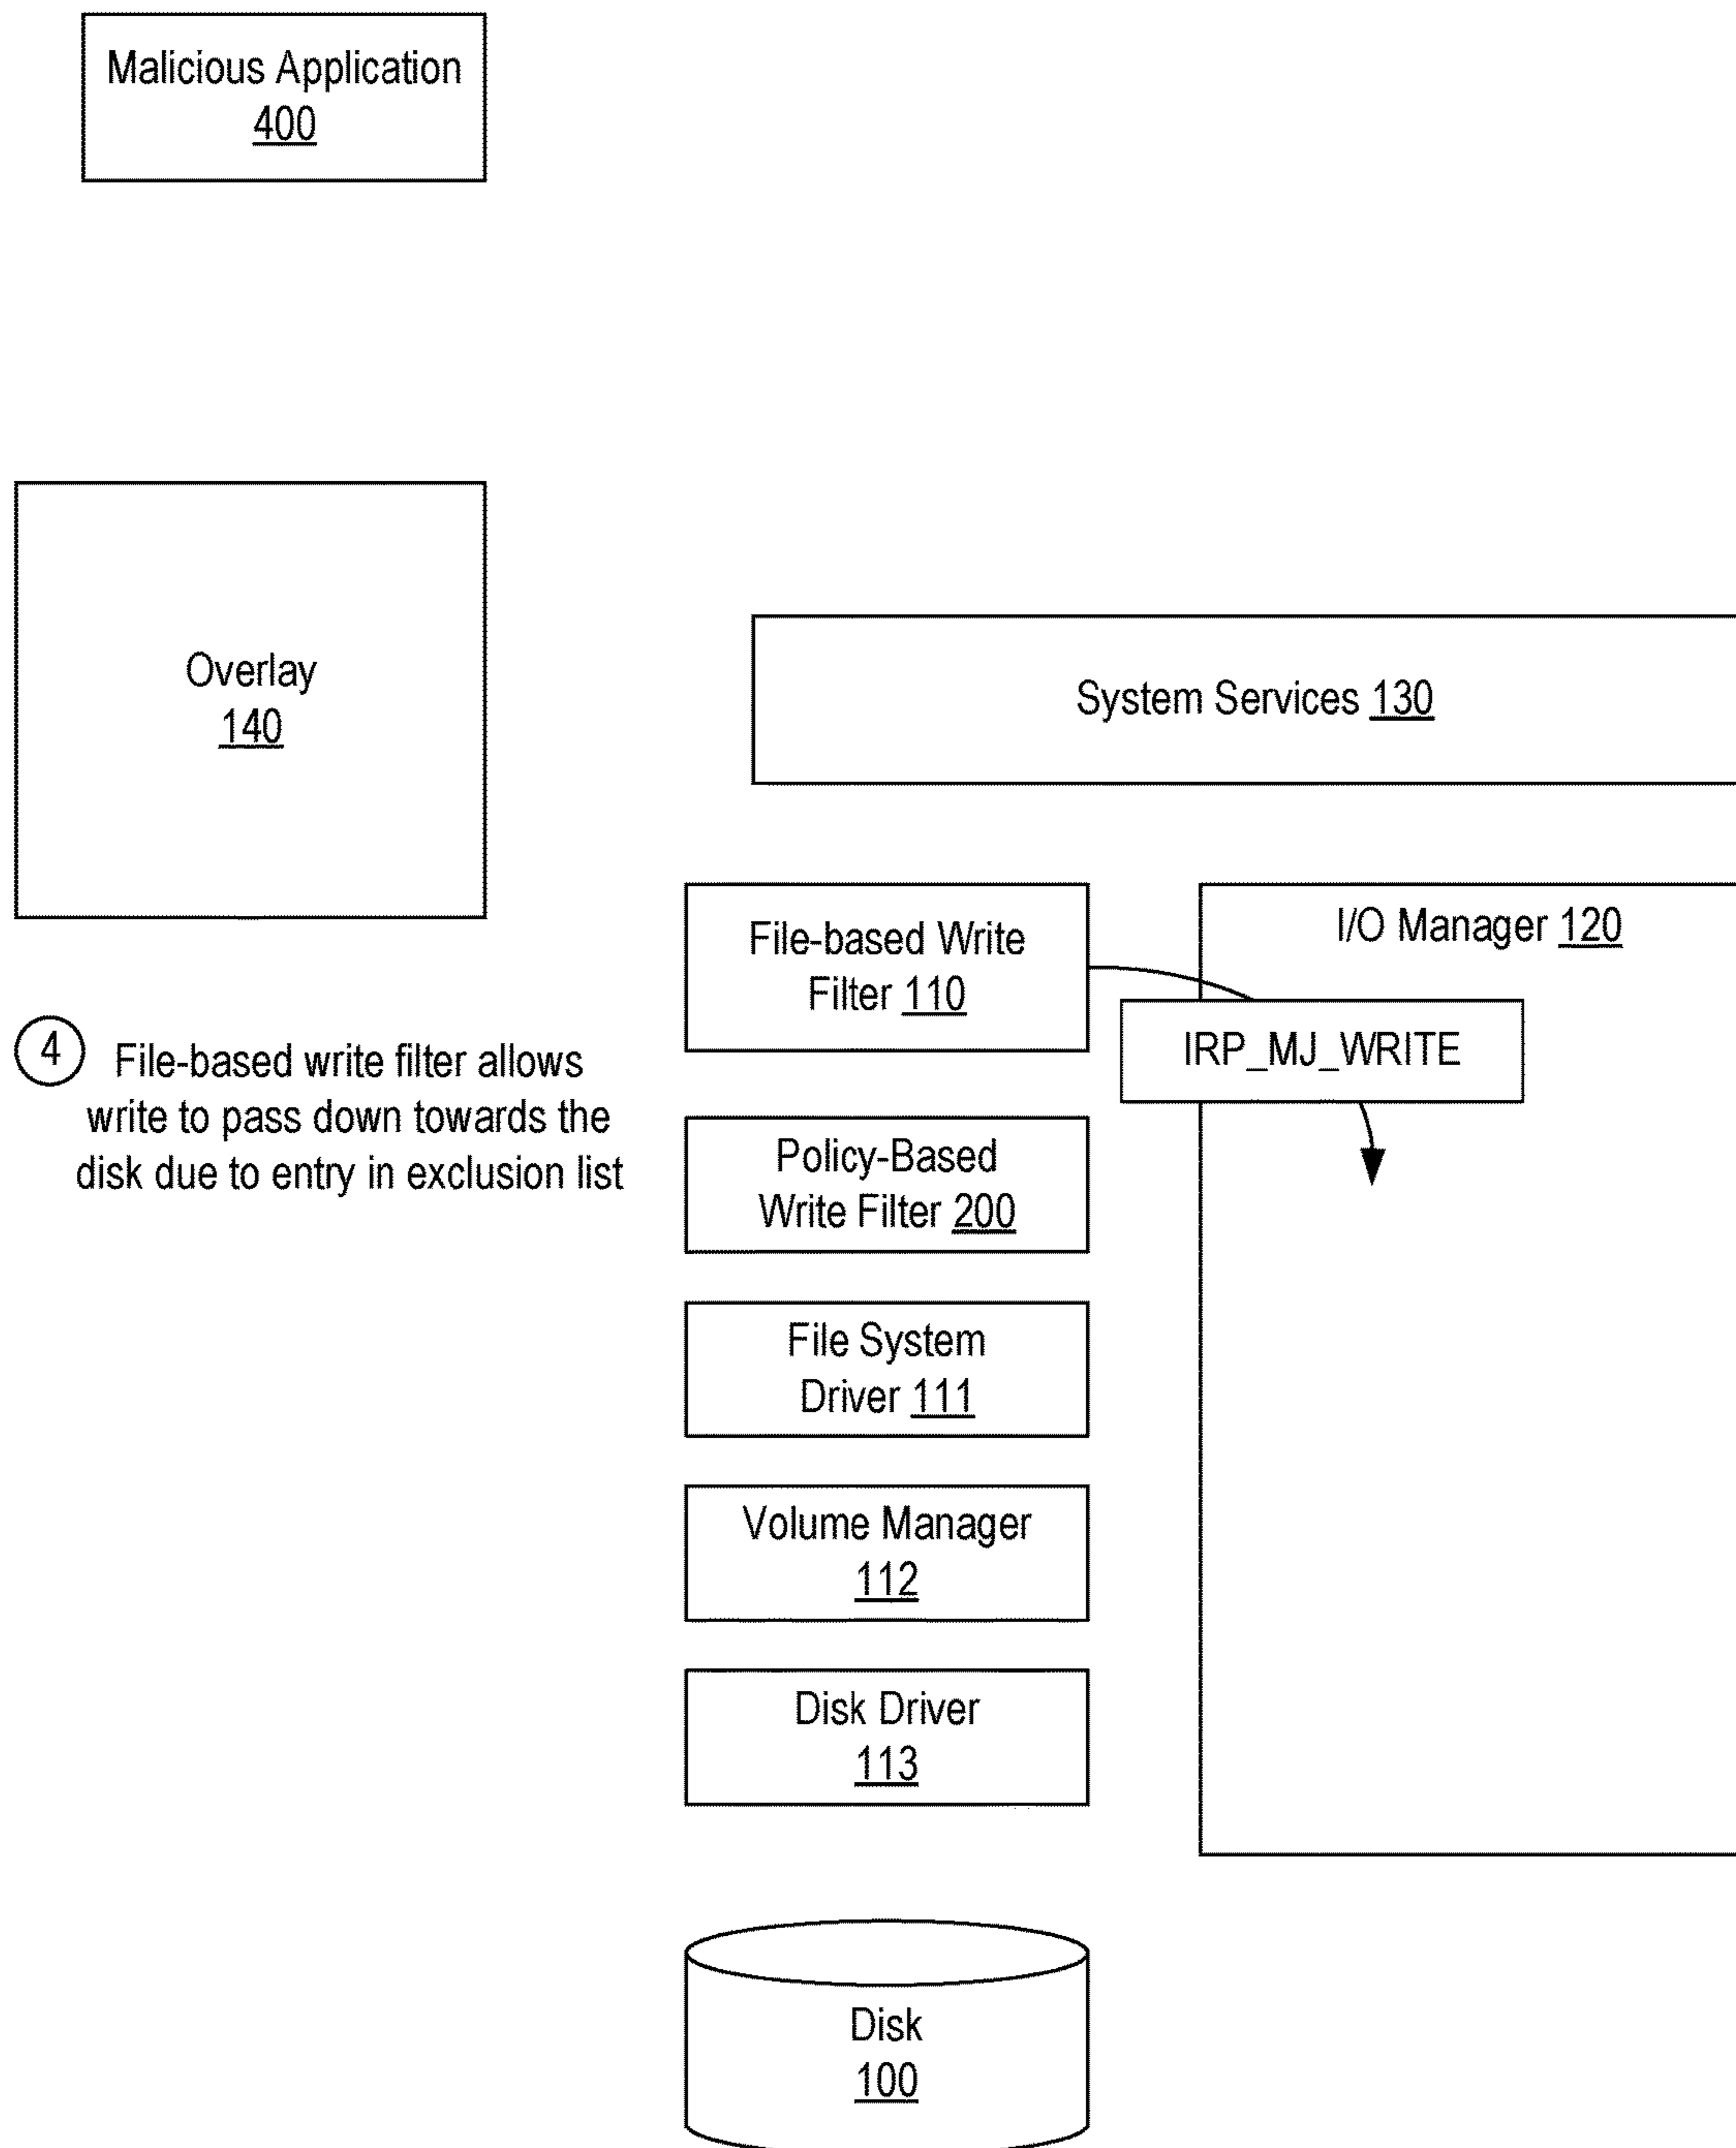 Malicious Application
400
Overlay
140
System Services 130
File-based Write
Filter 110
I/O Manager 120
IRP_MJ_WRITE
4
File-based write filter allows
write to pass down towards the
disk due to entry in exclusion list
Policy-Based
Write Filter 200
File System
Driver 111
Volume Manager
112
Disk Driver
113
Disk
100